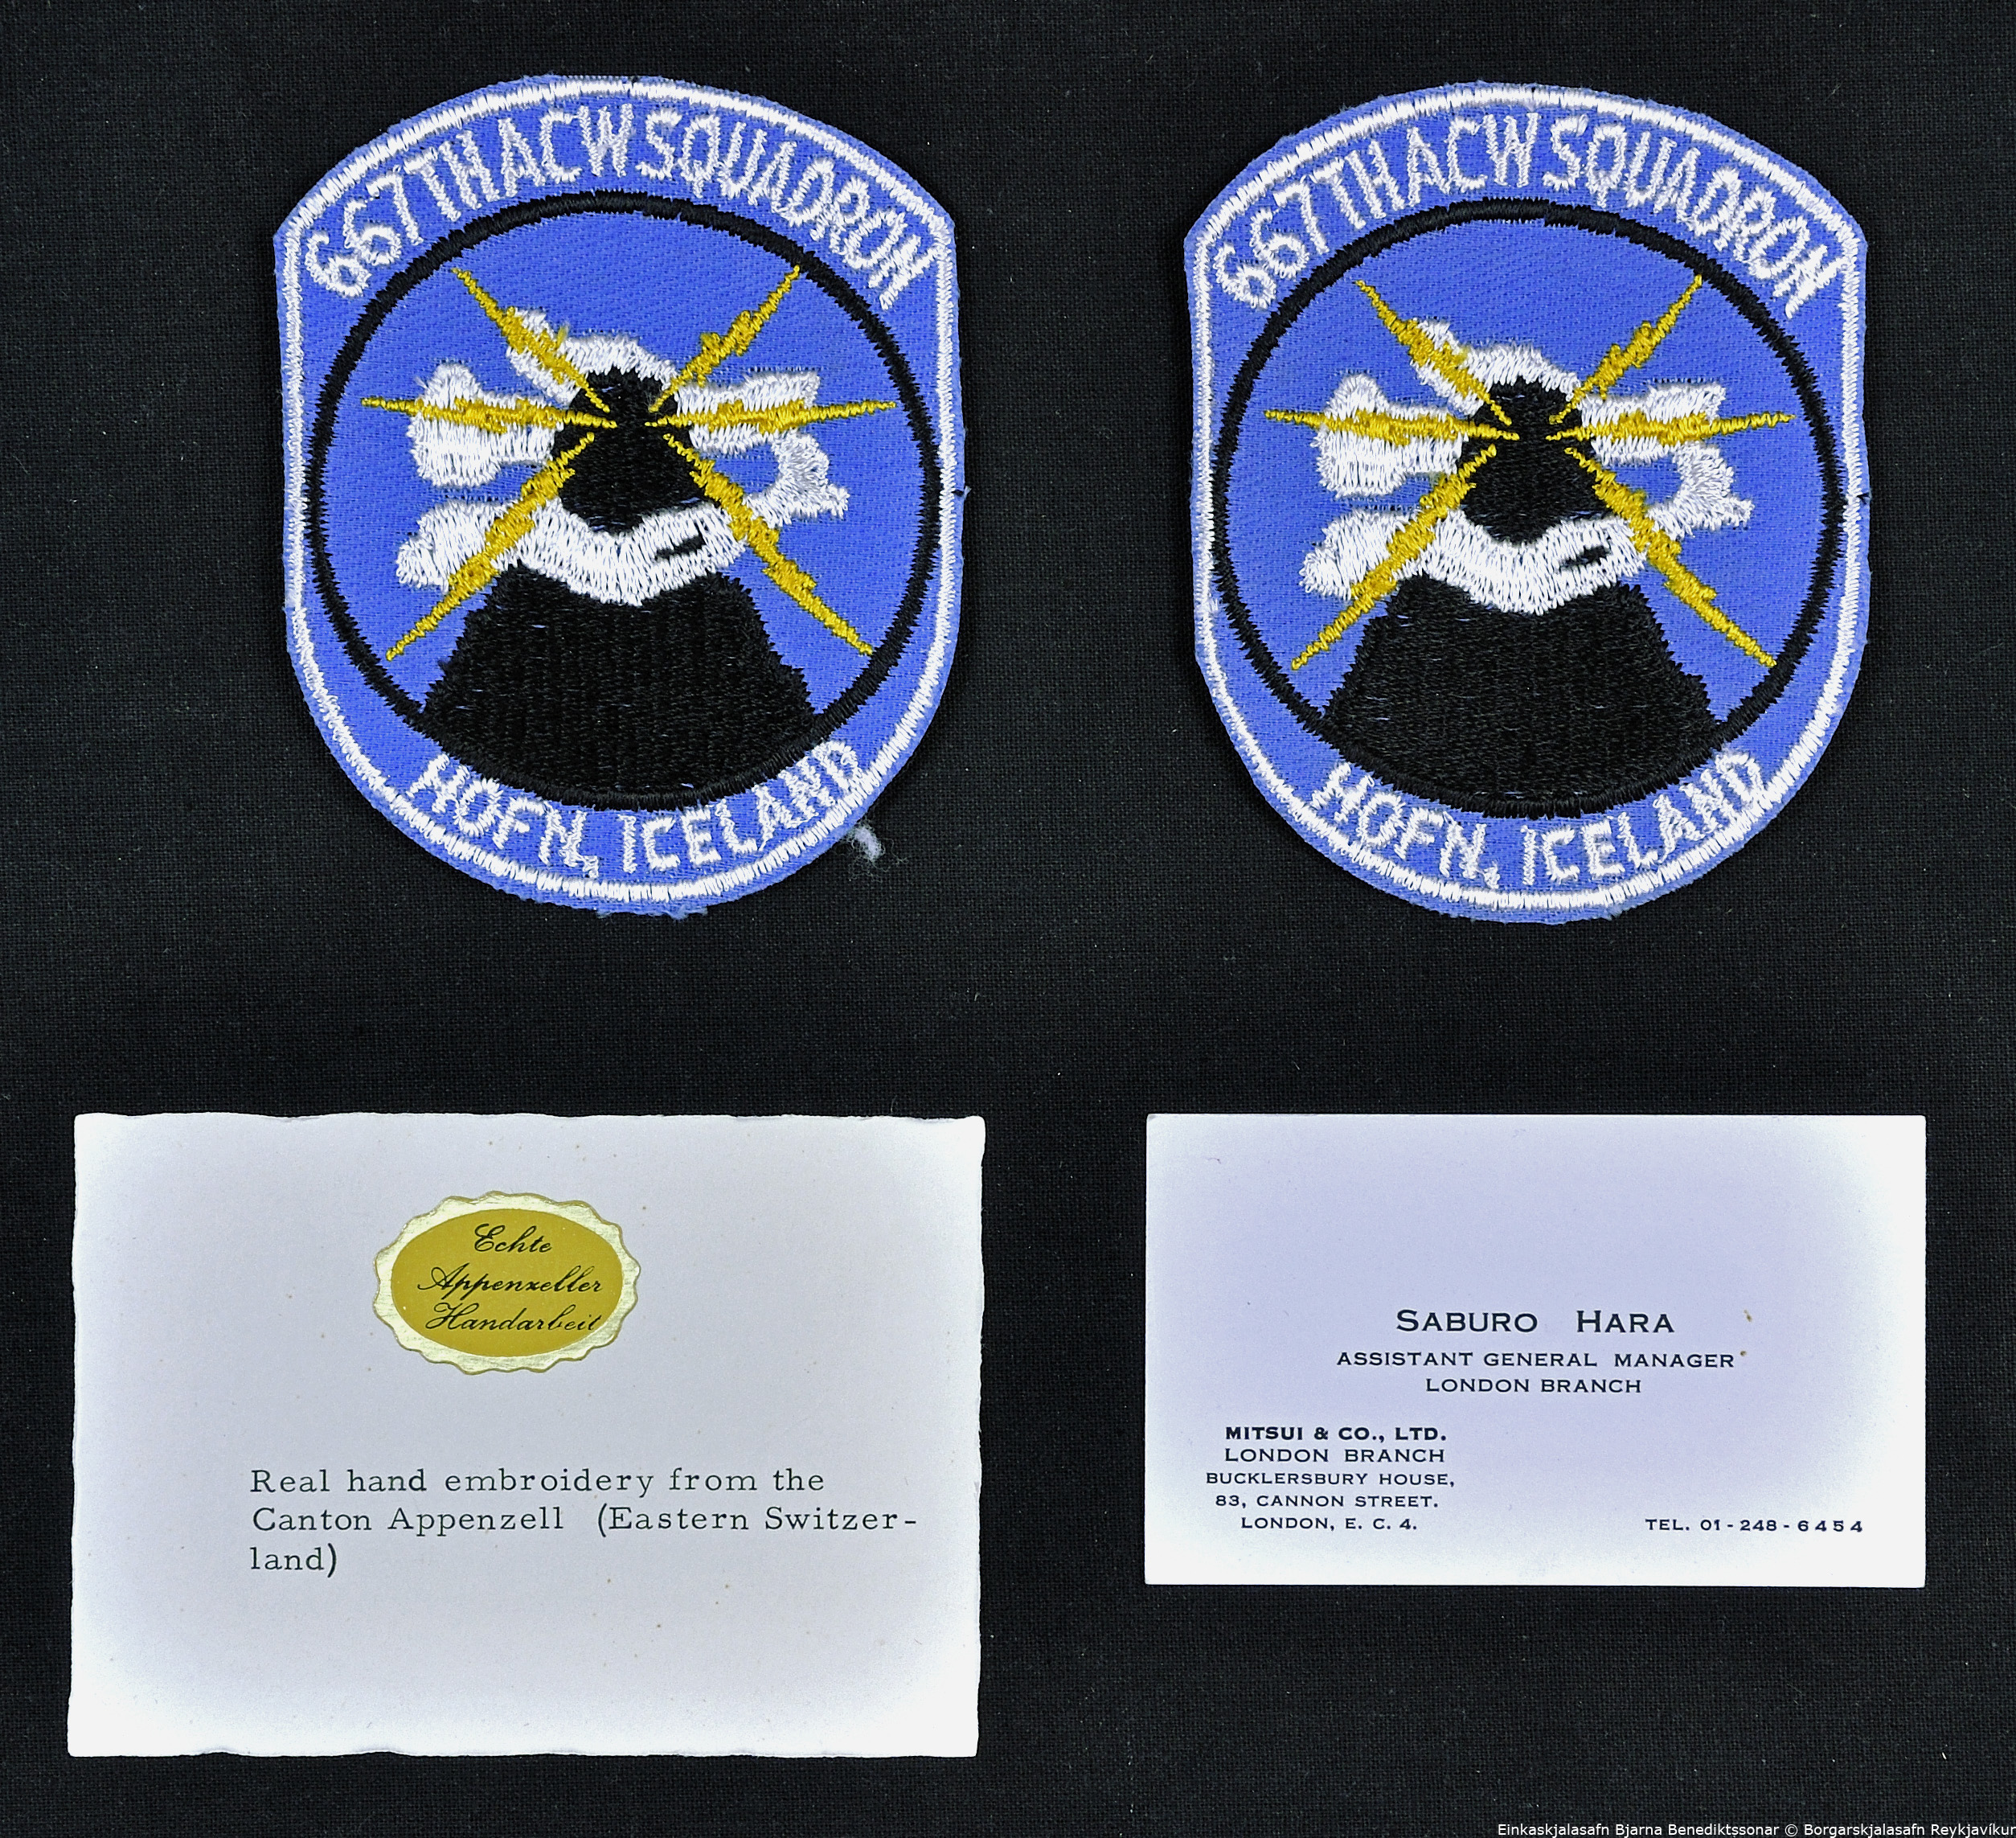 667TH ACW SQUADRON
HOFN, ICELAND
667TH ACW SQUADRON
HOFN, ICELAND
Echte
Appenzeller
Handarbeit
Real hand embroidery from the
Canton Appenzell (Eastern Switzer-
land)
SABURO HARA
ASSISTANT GENERAL MANAGER
LONDON BRANCH
MITSUI & CO., LTD.
LONDON BRANCH
BUCKLERSBURY HOUSE,
83, CANNON STREET.
LONDON, E. C. 4.
TEL. 01-248-6454
Einkaskjalasafn Bjarna Benediktssonar © Borgarskjalasafn Reykjavíkur